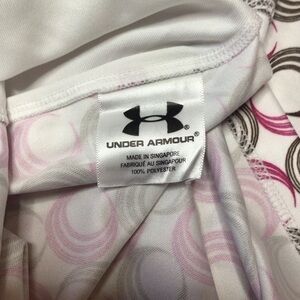 UNDER ARMOUR®
MADE IN SINGAPORE
FABRIQUÉ AU SINGAPOUR
100% POLYESTER